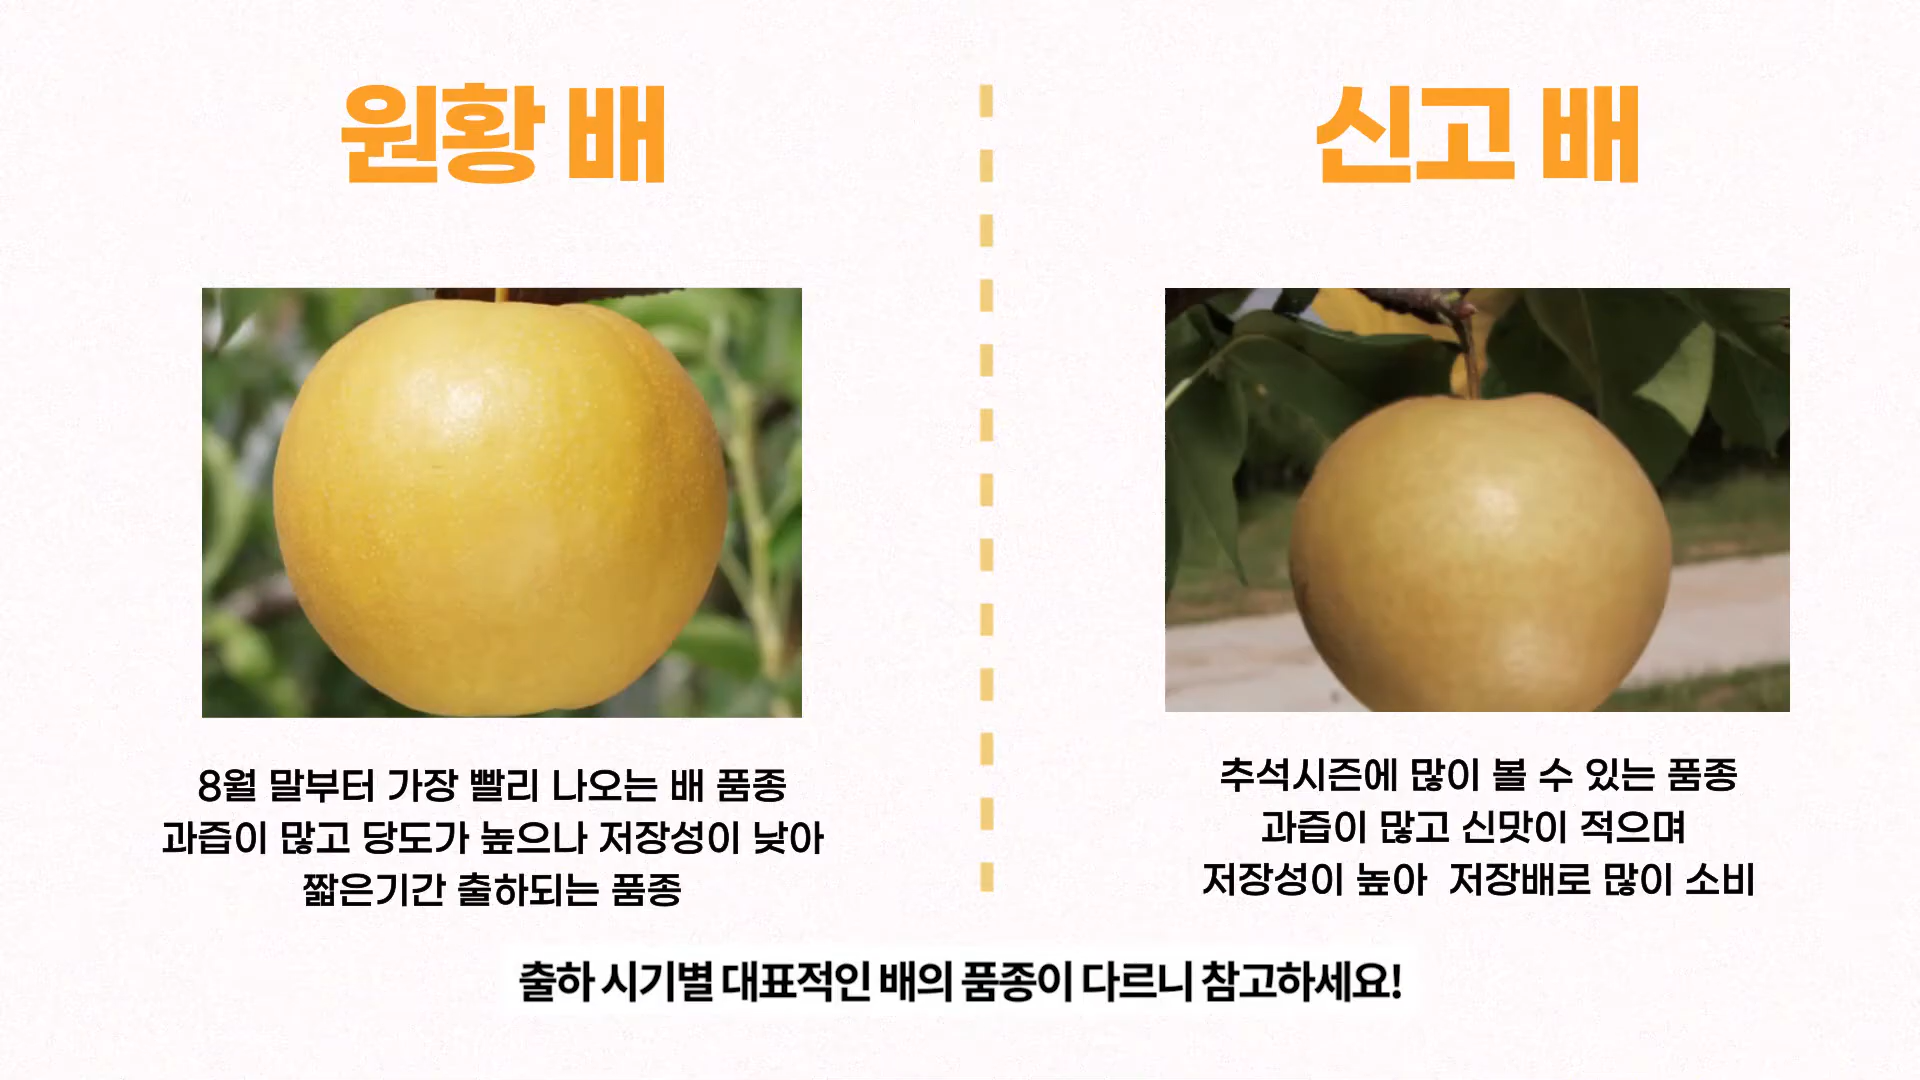 원황 배
8월 말부터 가장 빨리 나오는 배 품종
과즙이 많고 당도가 높으나 저장성이 낮아
짧은기간 출하되는 품종
신고 배
추석시즌에 많이 볼 수 있는 품종
과즙이 많고 신맛이 적으며
저장성이 높아 저장배로 많이 소비
출하 시기별 대표적인 배의 품종이 다르니 참고하세요!